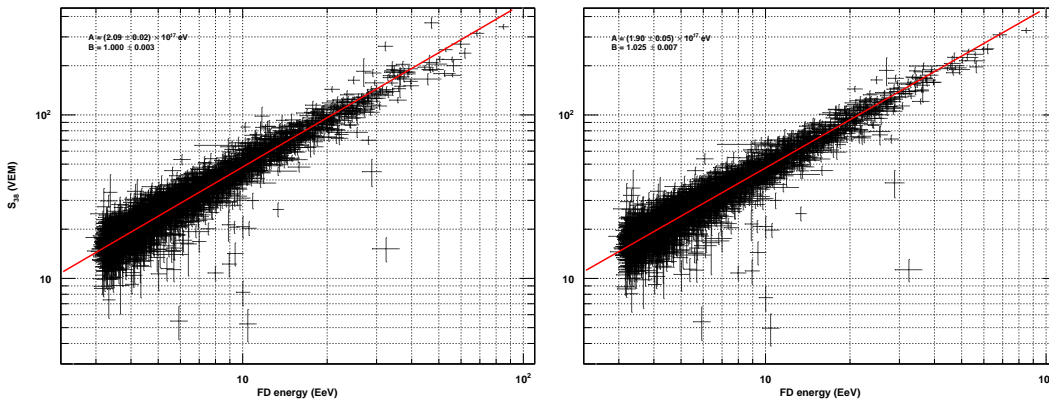 A = (2.09 ± 0.02) × 10¹⁷ eV
B = 1.000 ± 0.003
10²
10
S₃₈ (VEM)
10
10²
FD energy (EeV)
A = (1.90 ± 0.05) × 10¹⁷ eV
B = 1.025 ± 0.007
10²
10
10
10
FD energy (EeV)